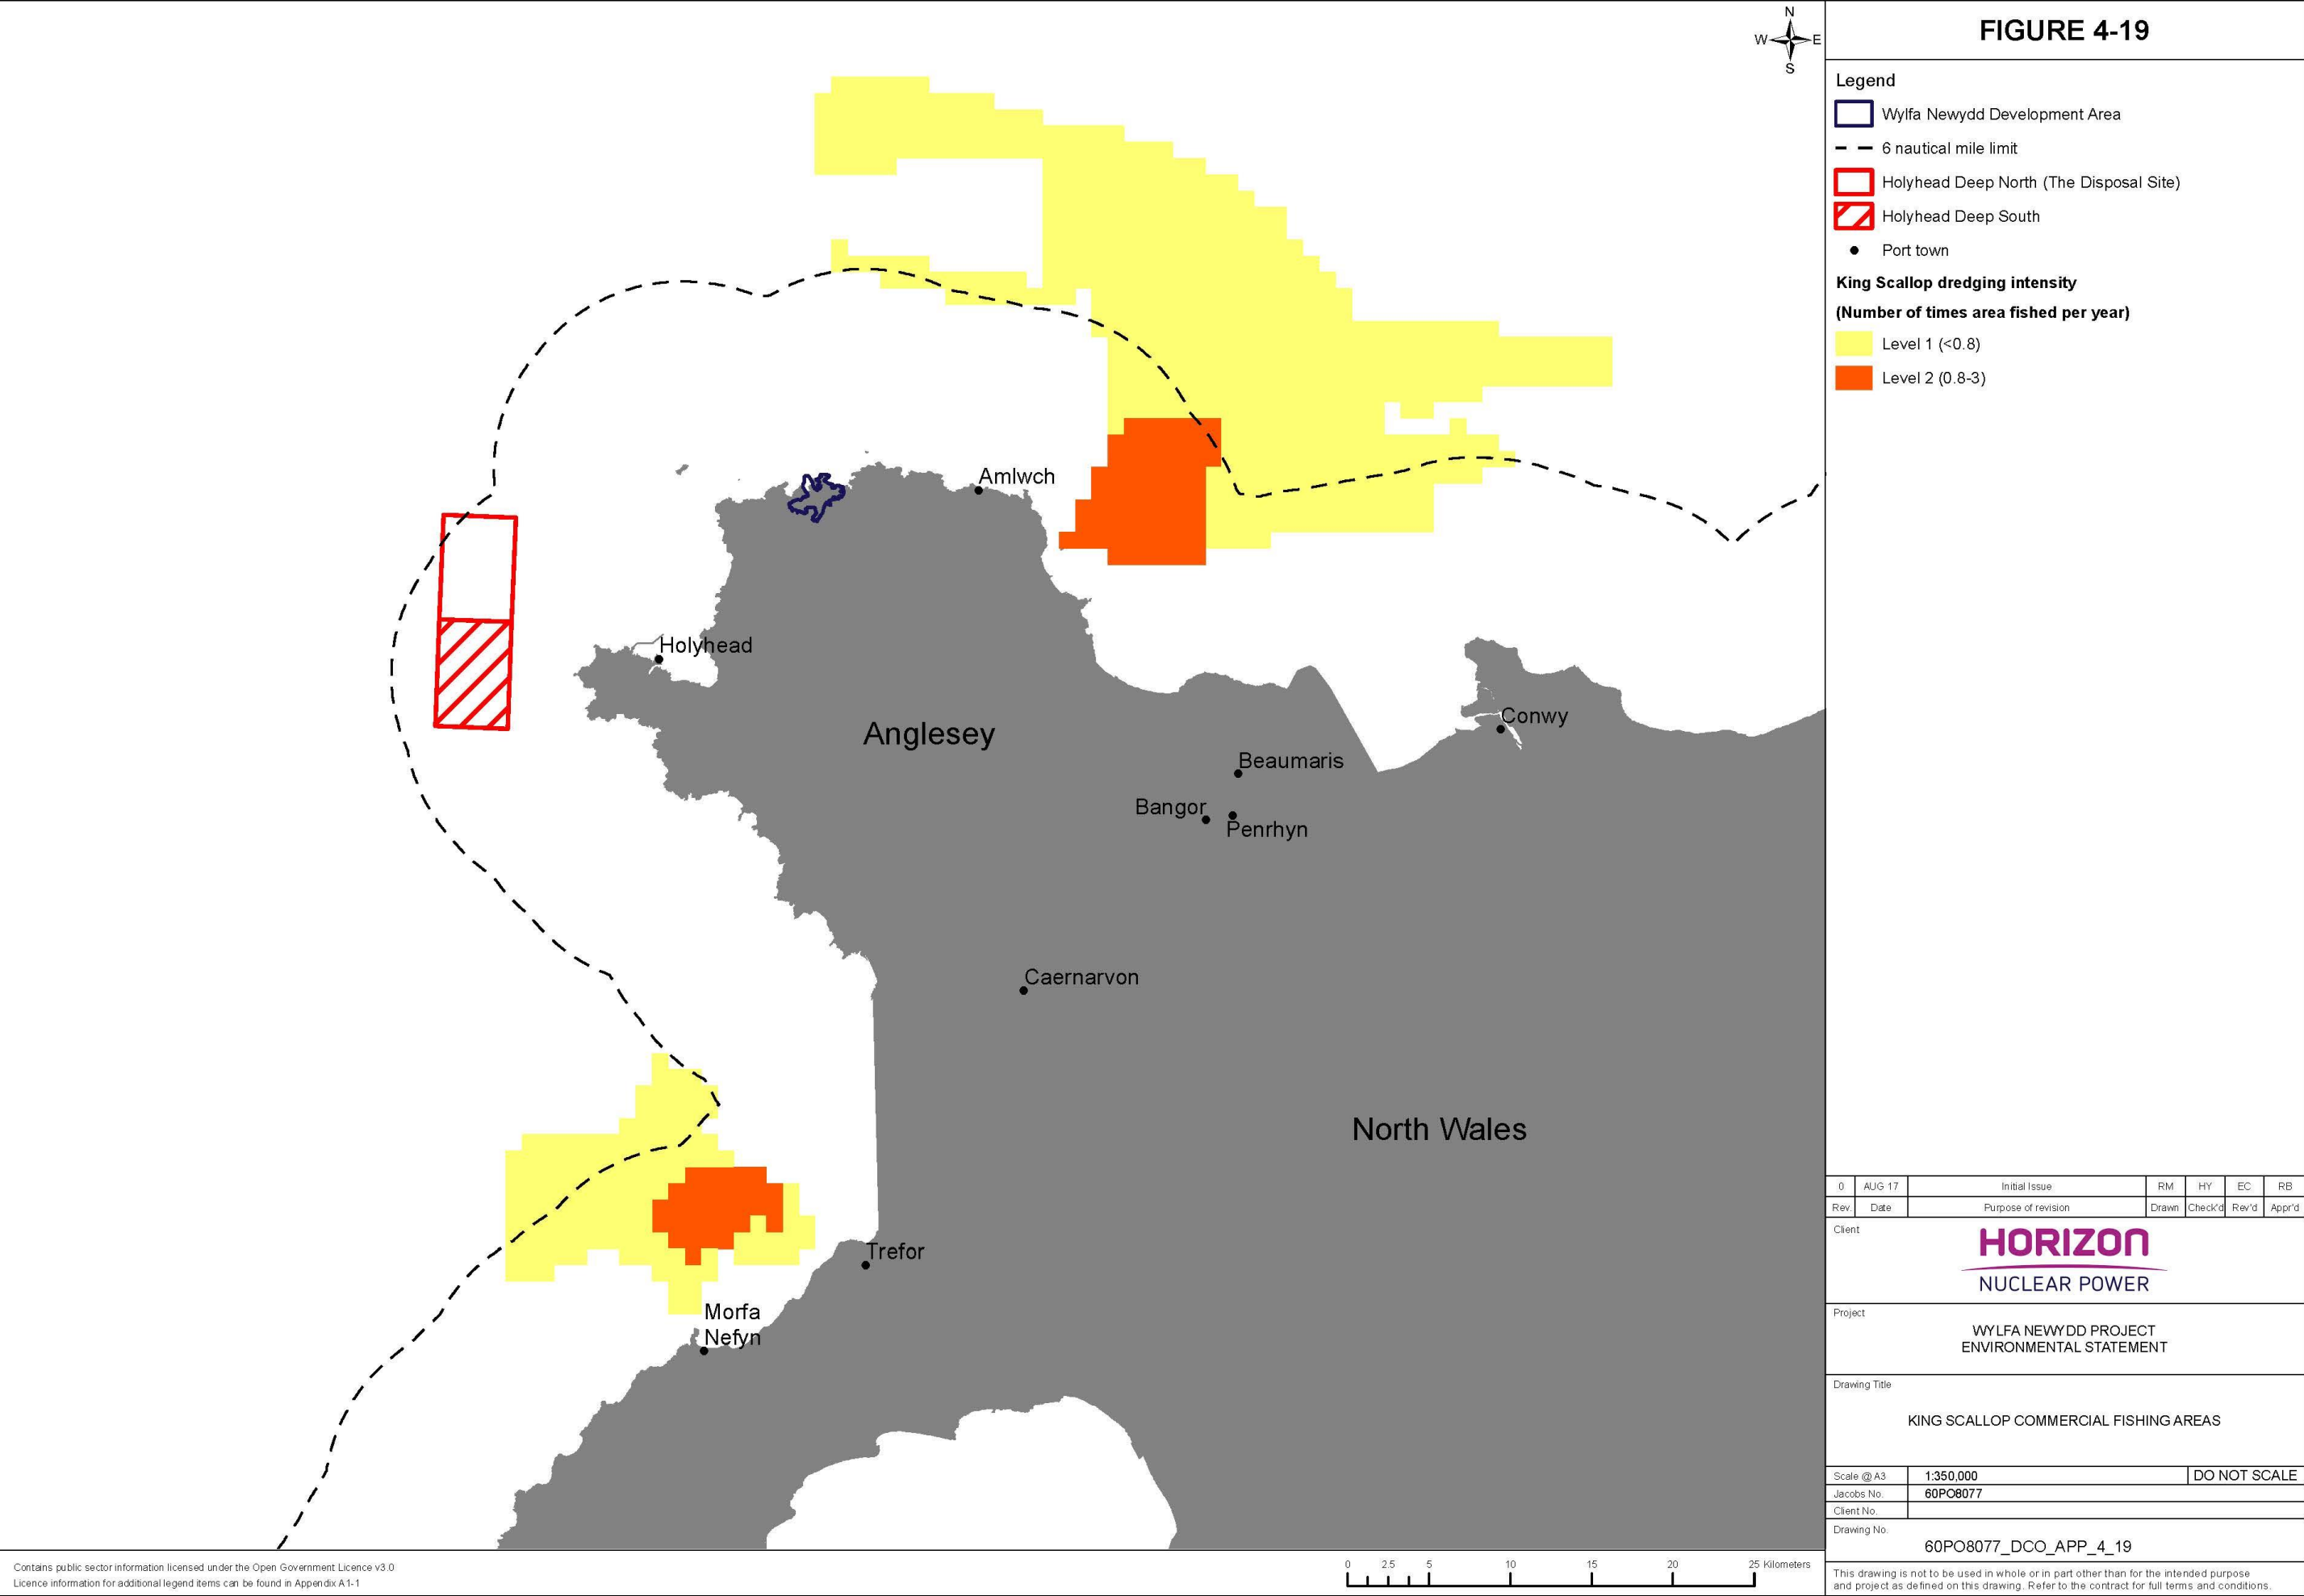 N
W E
S
Amlwch
Holyhead
Anglesey
Conwy
Beaumaris
Bangor
Penrhyn
Caernarvon
North Wales
Trefor
Morfa
Nefyn
FIGURE 4-19
Legend
Wylfa Newydd Development Area
6 nautical mile limit
Holyhead Deep North (The Disposal Site)
Holyhead Deep South
Port town
King Scallop dredging intensity
(Number of times area fished per year)
Level 1 (<0.8)
Level 2 (0.8-3)
0 AUG 17 Initial Issue RM HY EC RB
Rev. Date Purpose of revision Drawn Check'd Rev'd Appr'd
Client
HORIZON
NUCLEAR POWER
Project
WYLFA NEWYDD PROJECT
ENVIRONMENTAL STATEMENT
Drawing Title
KING SCALLOP COMMERCIAL FISHING AREAS
Scale @ A3 1:350,000 DO NOT SCALE
Jacobs No. 60PO8077
Client No.
Drawing No.
60PO8077_DCO_APP_4_19
This drawing is not to be used in whole or in part other than for the intended purpose
and project as defined on this drawing. Refer to the contract for full terms and conditions.
Contains public sector information licensed under the Open Government Licence v3.0
Licence information for additional legend items can be found in Appendix A1-1
0 2.5 5 10 15 20 25 Kilometers